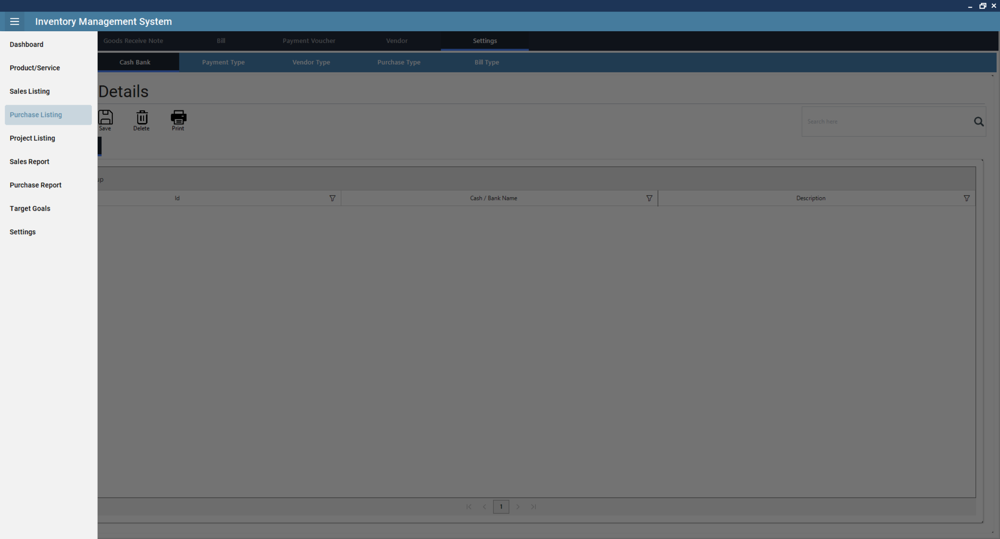 Inventory Management System
Dashboard
Product/Service
Sales Listing
Purchase Listing
Project Listing
Sales Report
Purchase Report
Target Goals
Settings
Goods Receive Note Bill Payment Voucher Vendor Settings
Cash Bank Payment Type Vendor Type Purchase Type Bill Type
Details
Save Delete Print
Search here
up
Id Cash / Bank Name Description
1